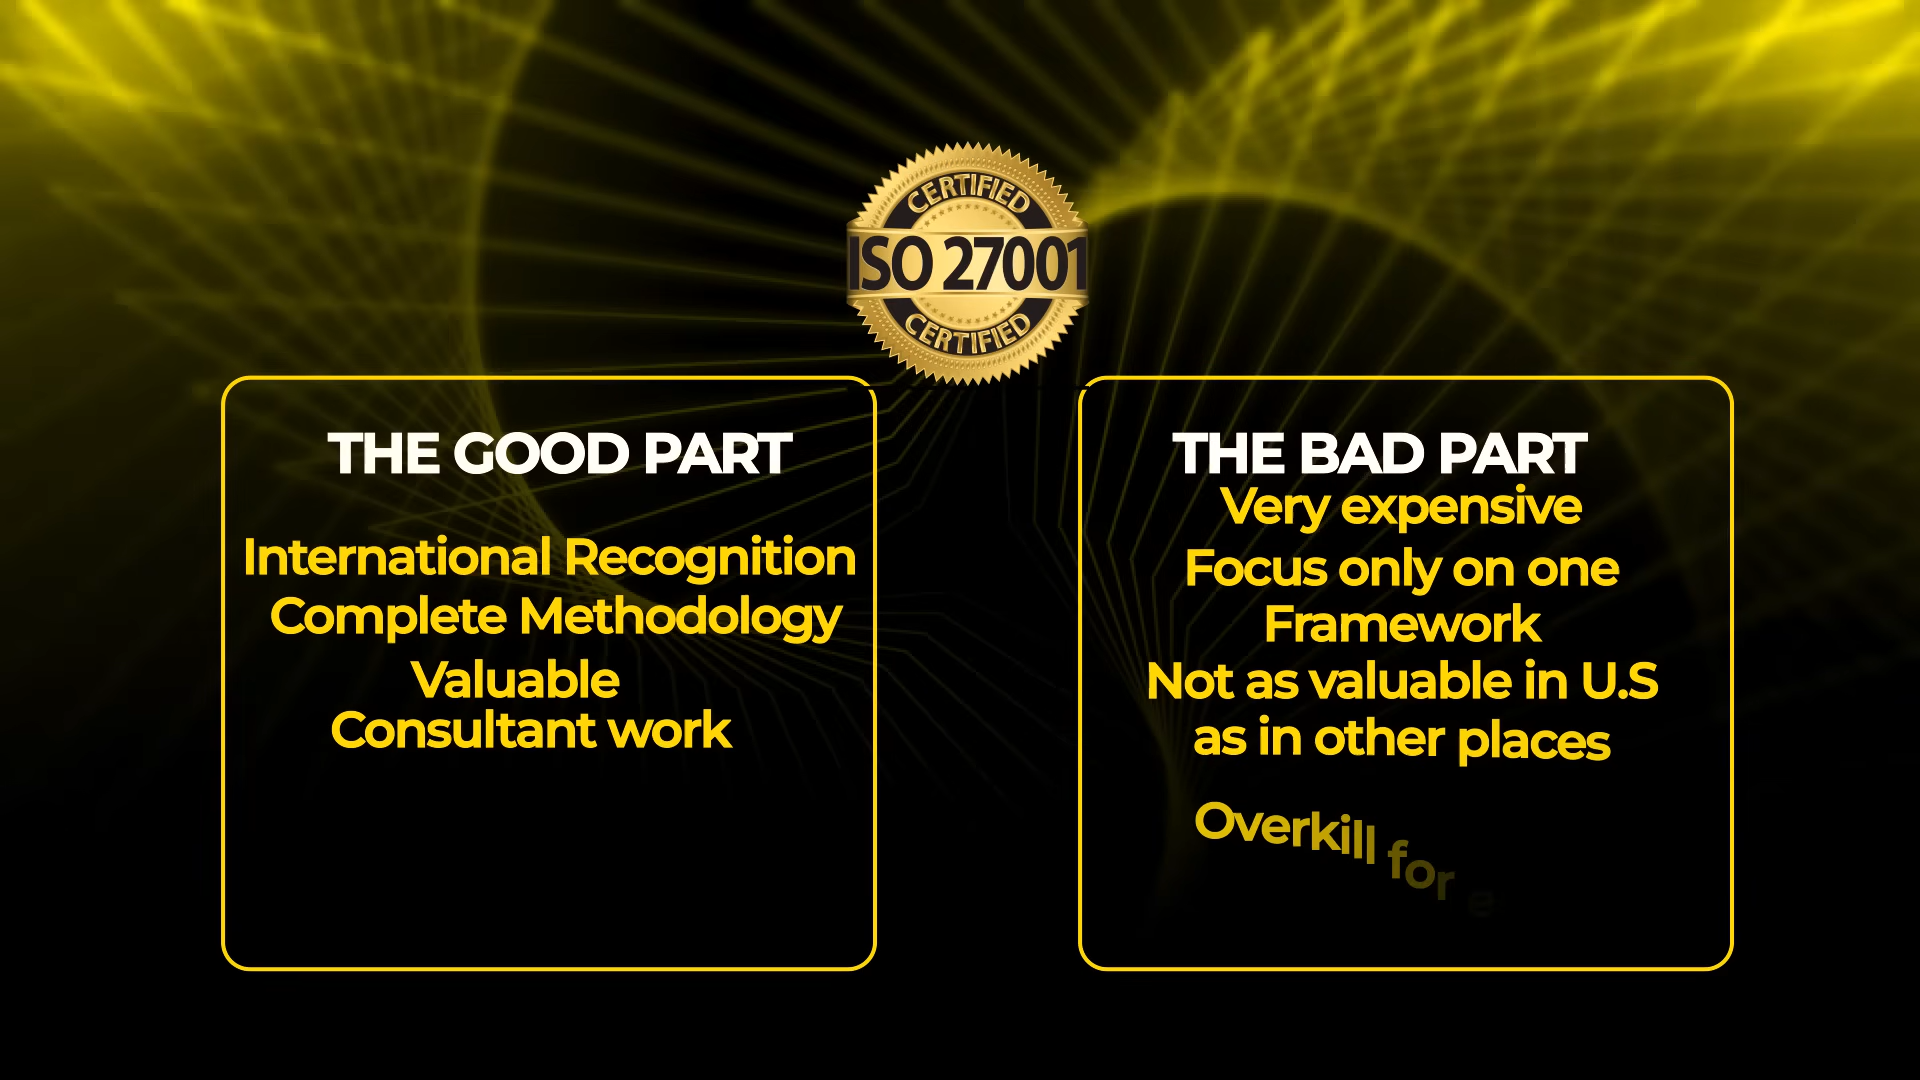 CERTIFIED
ISO 27001
CERTIFIED
THE GOOD PART
International Recognition
Complete Methodology
Valuable
Consultant work
THE BAD PART
Very expensive
Focus only on one
Framework
Not as valuable in U.S
as in other places
Overkill for e